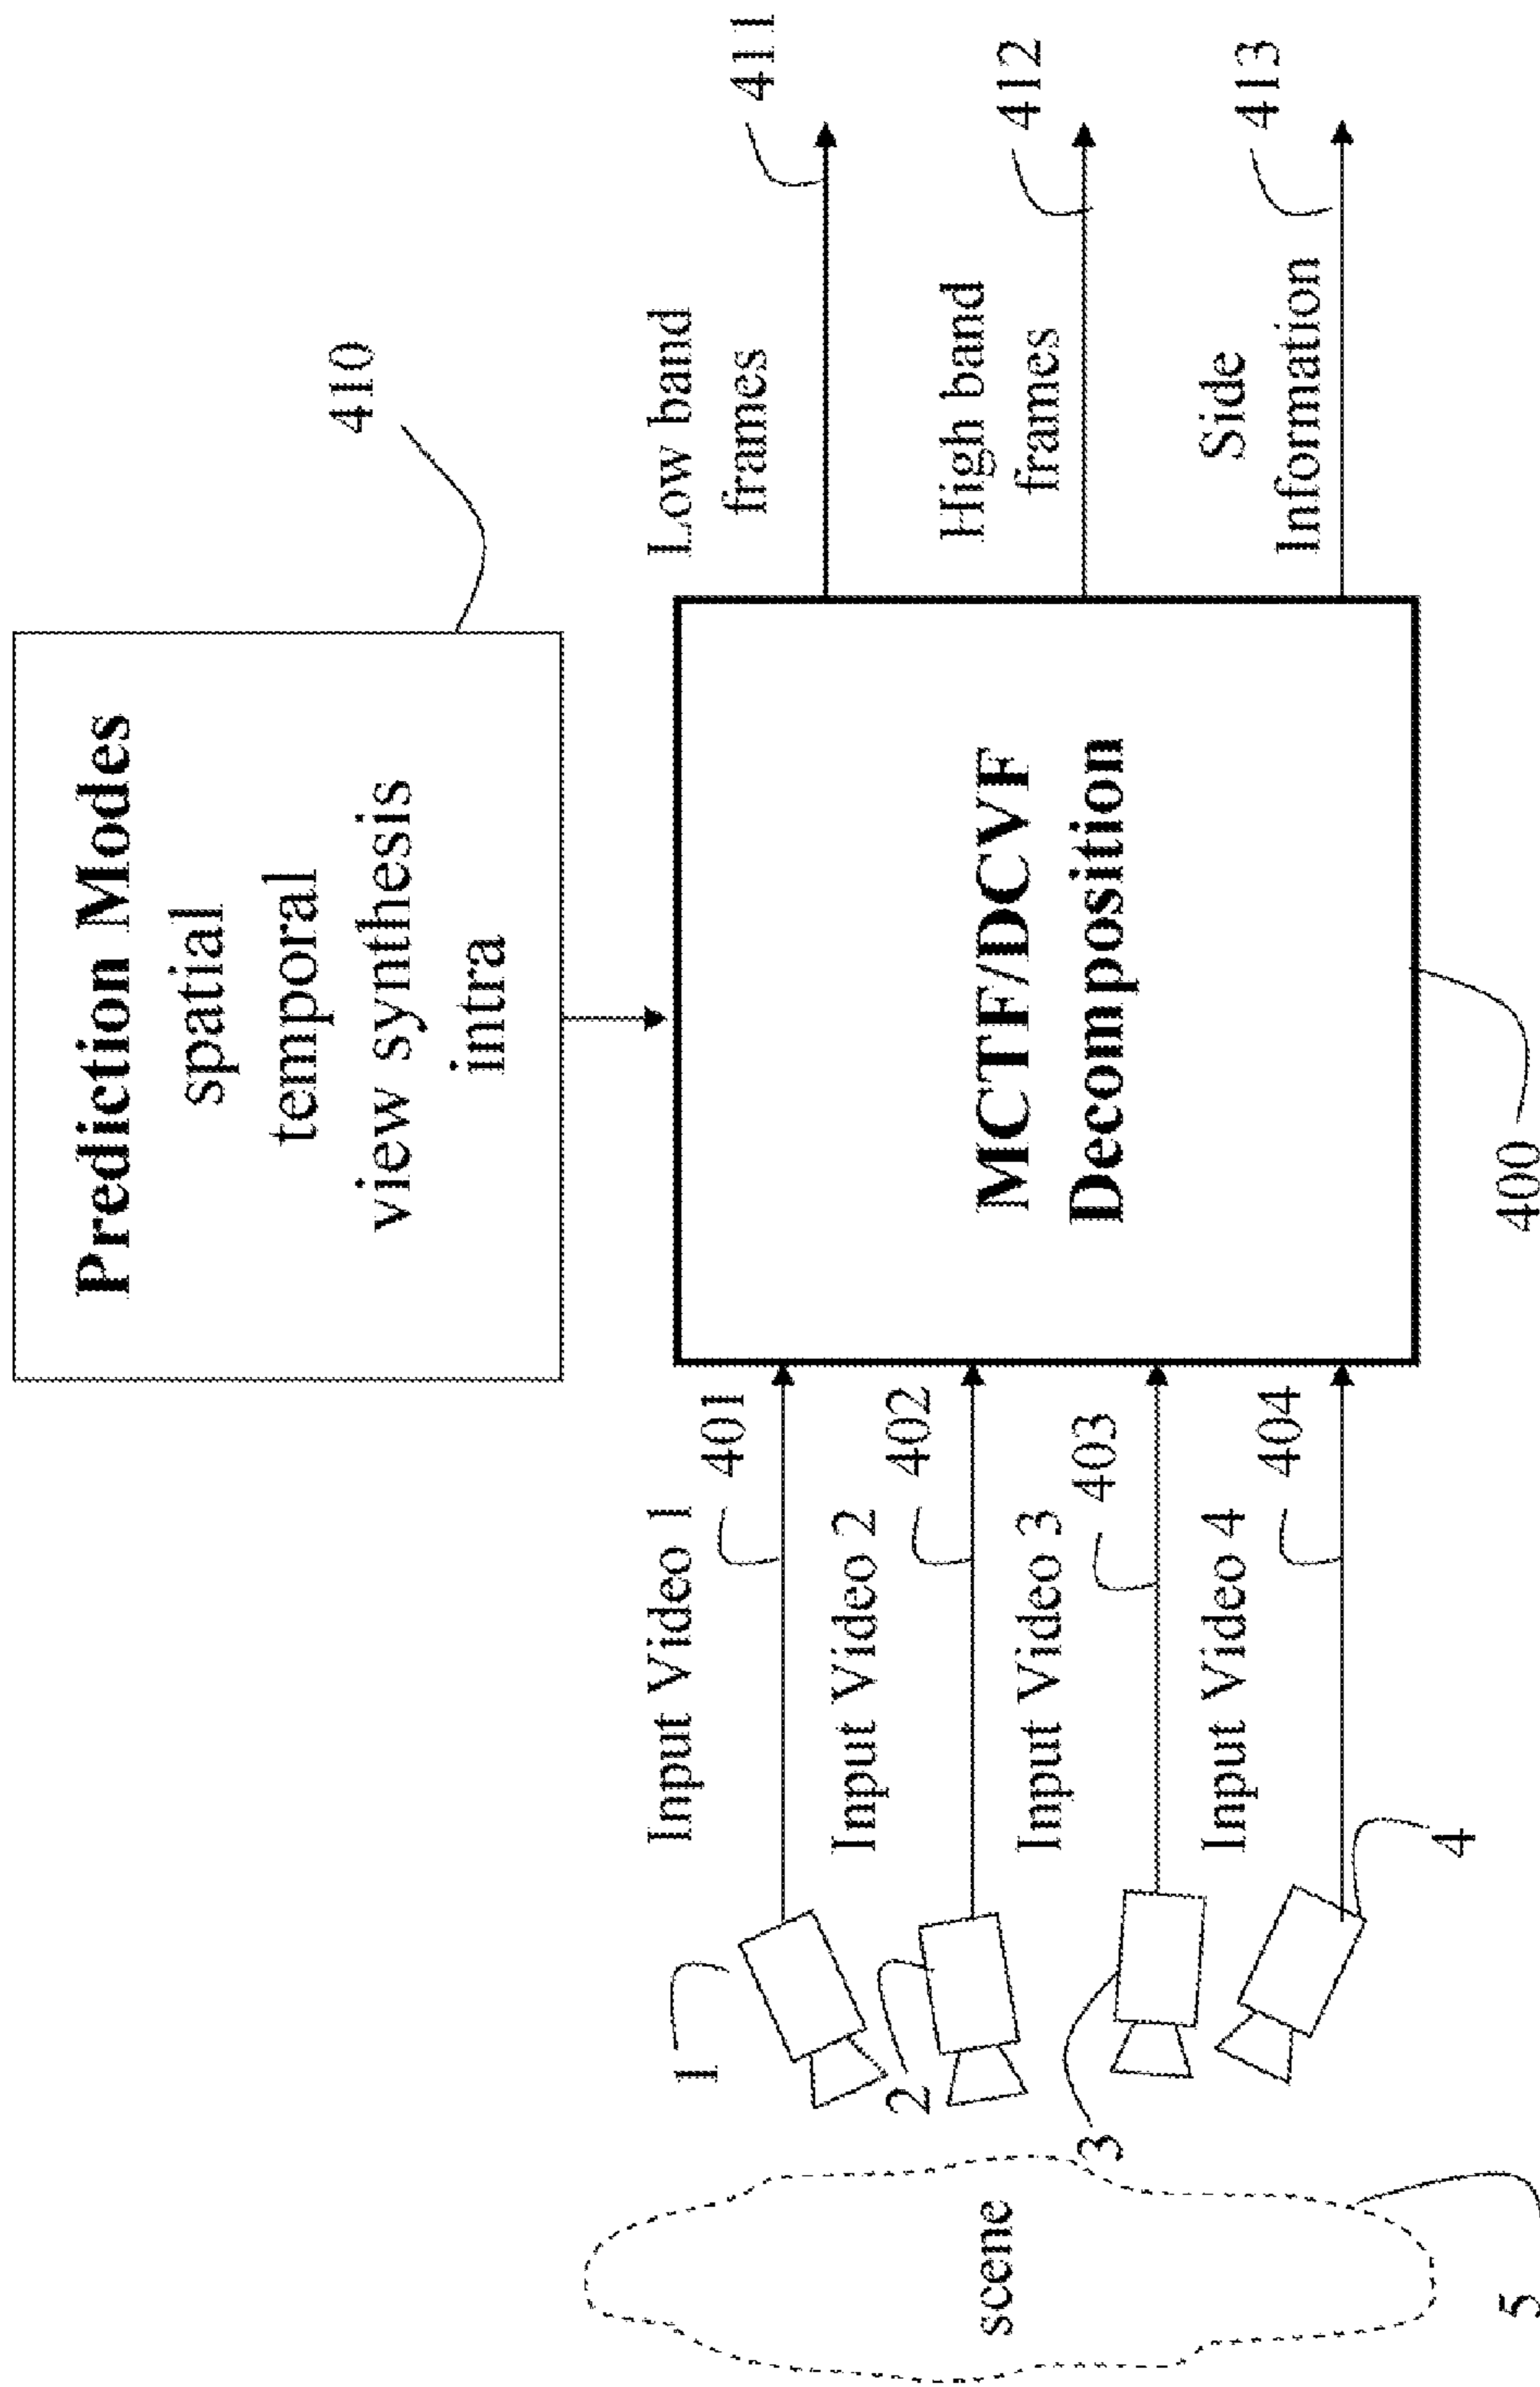 Prediction Modes
spatial
temporal
view synthesis
intra
410
MCTF/DCVF
Decomposition
400
Input Video 1
401
Input Video 2
402
Input Video 3
403
Input Video 4
404
Low band
frames
411
High band
frames
412
Side
Information
413
1
2
3
4
scene
5